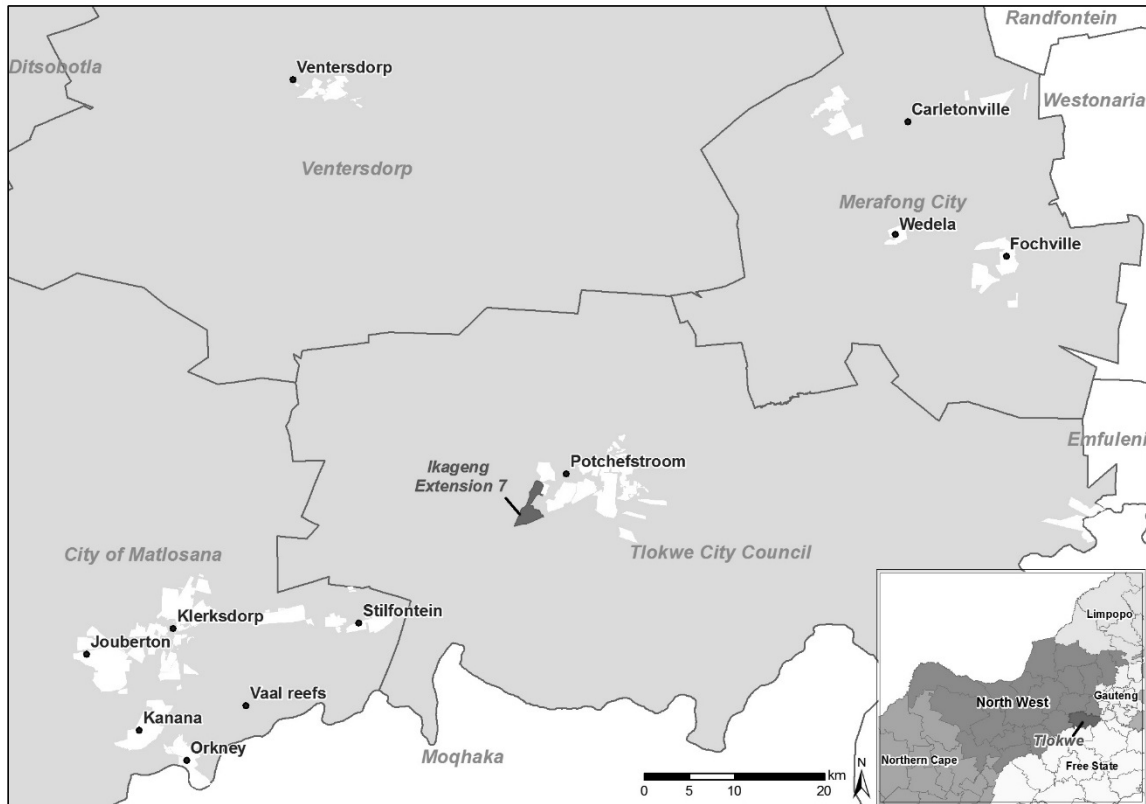 Randfontein
Ditsobotla
Ventersdorp
Westonaria
Carletonville
Ventersdorp
Merafong City
Wedela
Fochville
Emfuleni
Potchefstroom
Ikageng
Extension 7
City of Matlosana
Tlokwe City Council
Klerksdorp
Stilfontein
Jouberton
Vaal reefs
Kanana
Orkney
Moqhaka
0 5 10 20
km
N
Limpopo
Gauteng
North West
Tlokwe
Northern Cape
Free State